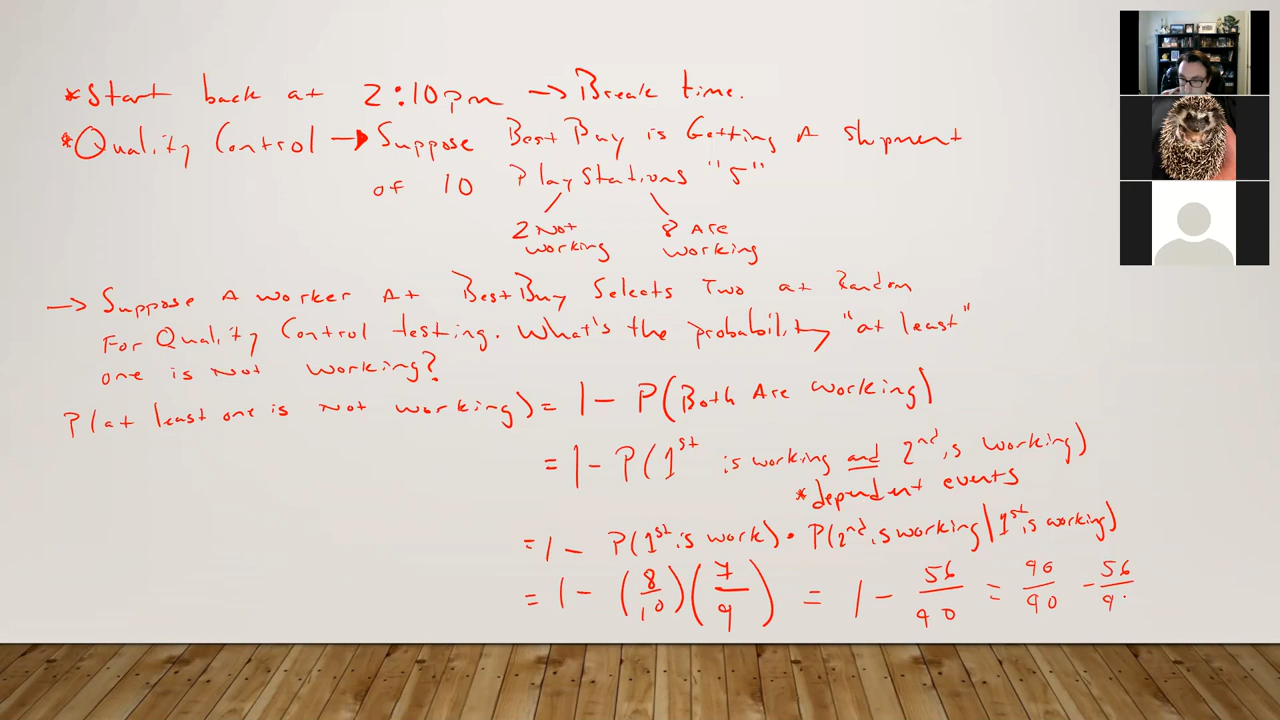 *Start back at 2:10pm → Break time.
*Quality Control → Suppose Best Buy is Getting A shipment
of 10 PlayStations "5"
2 Not 8 Are
working working
→ Suppose A worker At BestBuy Selects Two at Random
For Quality Control testing. What's the probability "at least"
one is Not working?
P(at least one is Not working) = 1 - P(Both Are working)
= 1 - P(1st is working and 2nd is working)
*dependent events
= 1 - P(1st is work) • P(2nd is working | 1st is working)
= 1 - (8/10)(7/9) = 1 - 56/90 = 90/90 - 56/9.